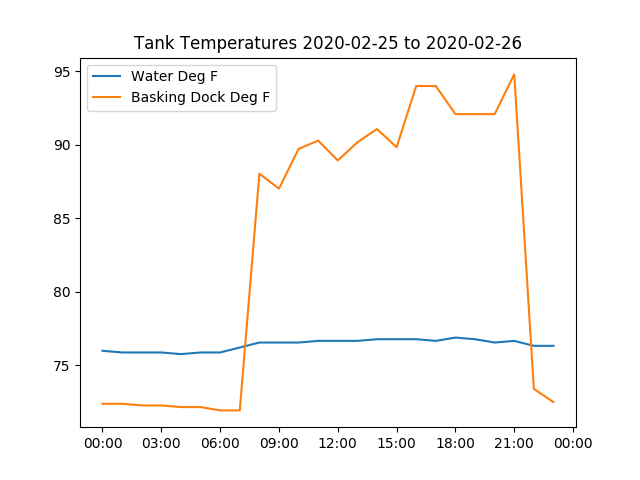 Tank Temperatures 2020-02-25 to 2020-02-26
Water Deg F
Basking Dock Deg F
95
90
85
80
75
00:00 03:00 06:00 09:00 12:00 15:00 18:00 21:00 00:00